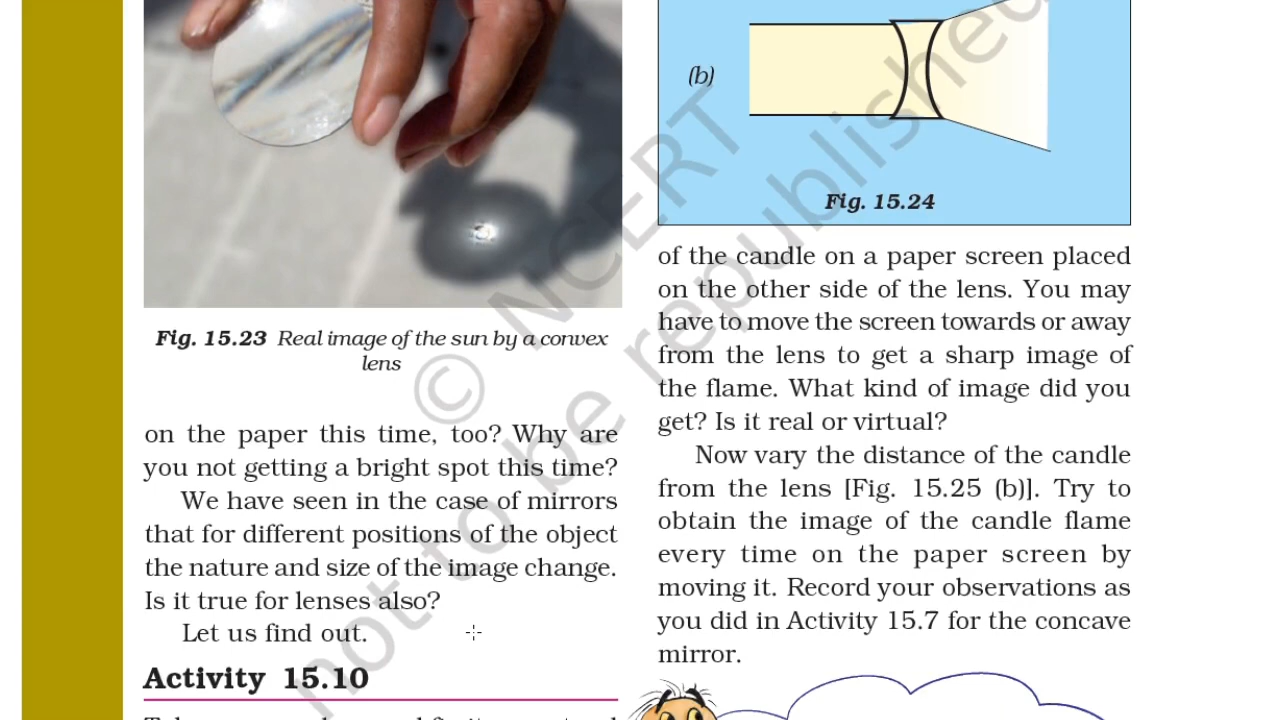 Fig. 15.23 Real image of the sun by a convex
lens
on the paper this time, too? Why are
you not getting a bright spot this time?
We have seen in the case of mirrors
that for different positions of the object
the nature and size of the image change.
Is it true for lenses also?
Let us find out.
Activity 15.10
(b)
Fig. 15.24
of the candle on a paper screen placed
on the other side of the lens. You may
have to move the screen towards or away
from the lens to get a sharp image of
the flame. What kind of image did you
get? Is it real or virtual?
Now vary the distance of the candle
from the lens [Fig. 15.25 (b)]. Try to
obtain the image of the candle flame
every time on the paper screen by
moving it. Record your observations as
you did in Activity 15.7 for the concave
mirror.
© NCERT
not to be republished